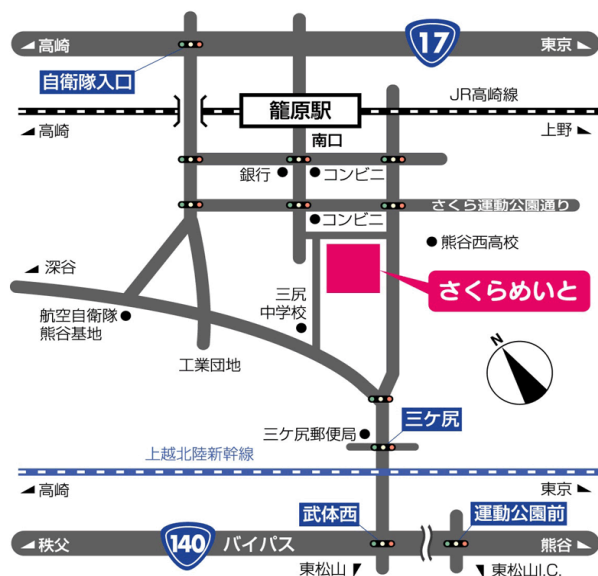 高崎
17
東京
自衛隊入口
JR高崎線
籠原駅
高崎
南口
上野
銀行
コンビニ
さくら運動公園通り
コンビニ
熊谷西高校
深谷
さくらめいと
三尻
中学校
航空自衛隊
熊谷基地
工業団地
N
三ケ尻
三ケ尻郵便局
上越北陸新幹線
高崎
東京
武体西
運動公園前
秩父
140
バイパス
熊谷
東松山
東松山I.C.